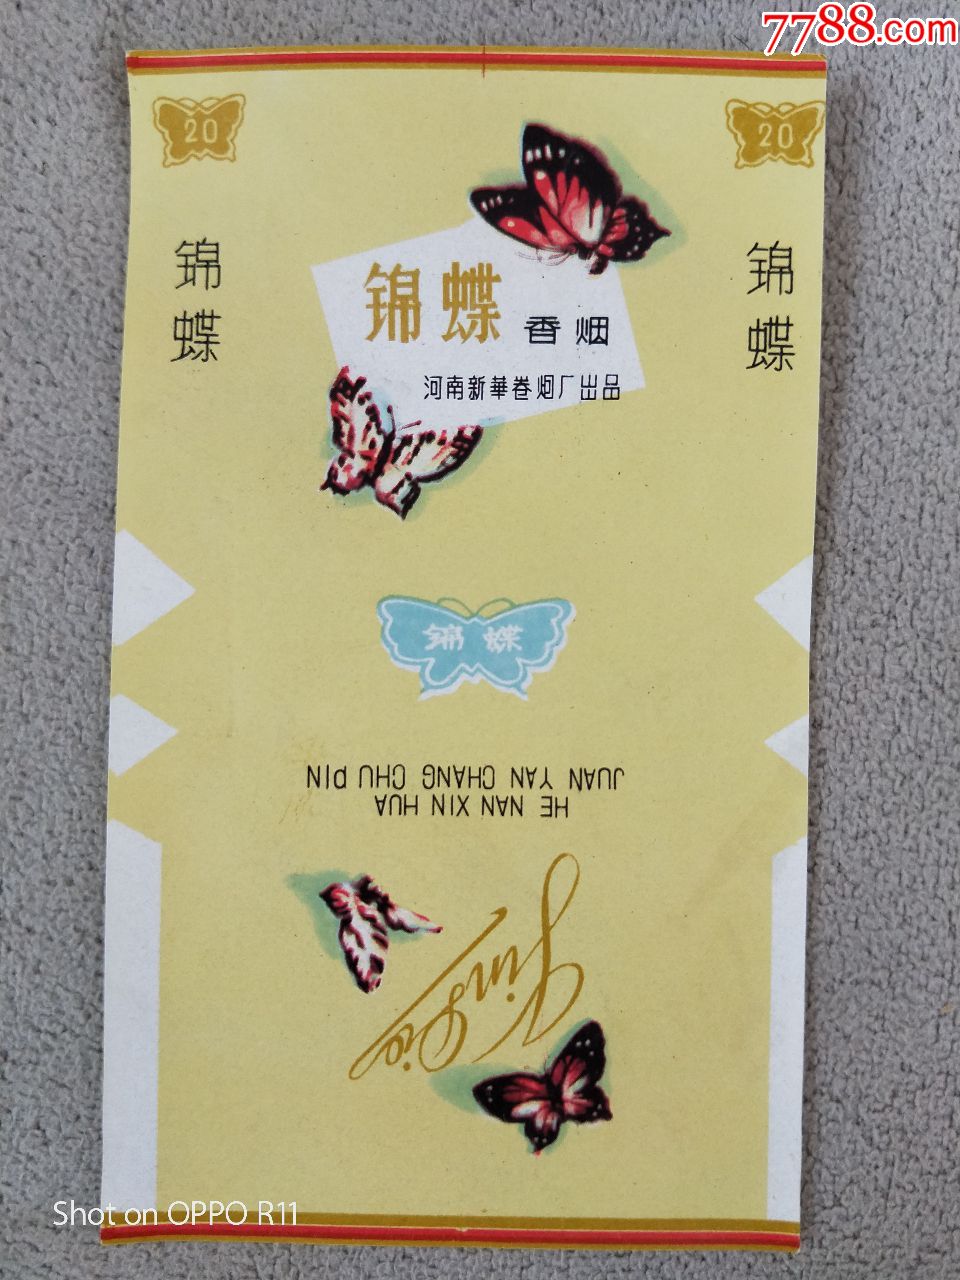 7788.com
20
20
锦蝶
锦蝶
锦蝶 香烟
河南新華卷烟厂出品
锦蝶
HE NAN XIN HUA
JUAN YAN CHANG CHU PIN
Jin Die
Shot on OPPO R11